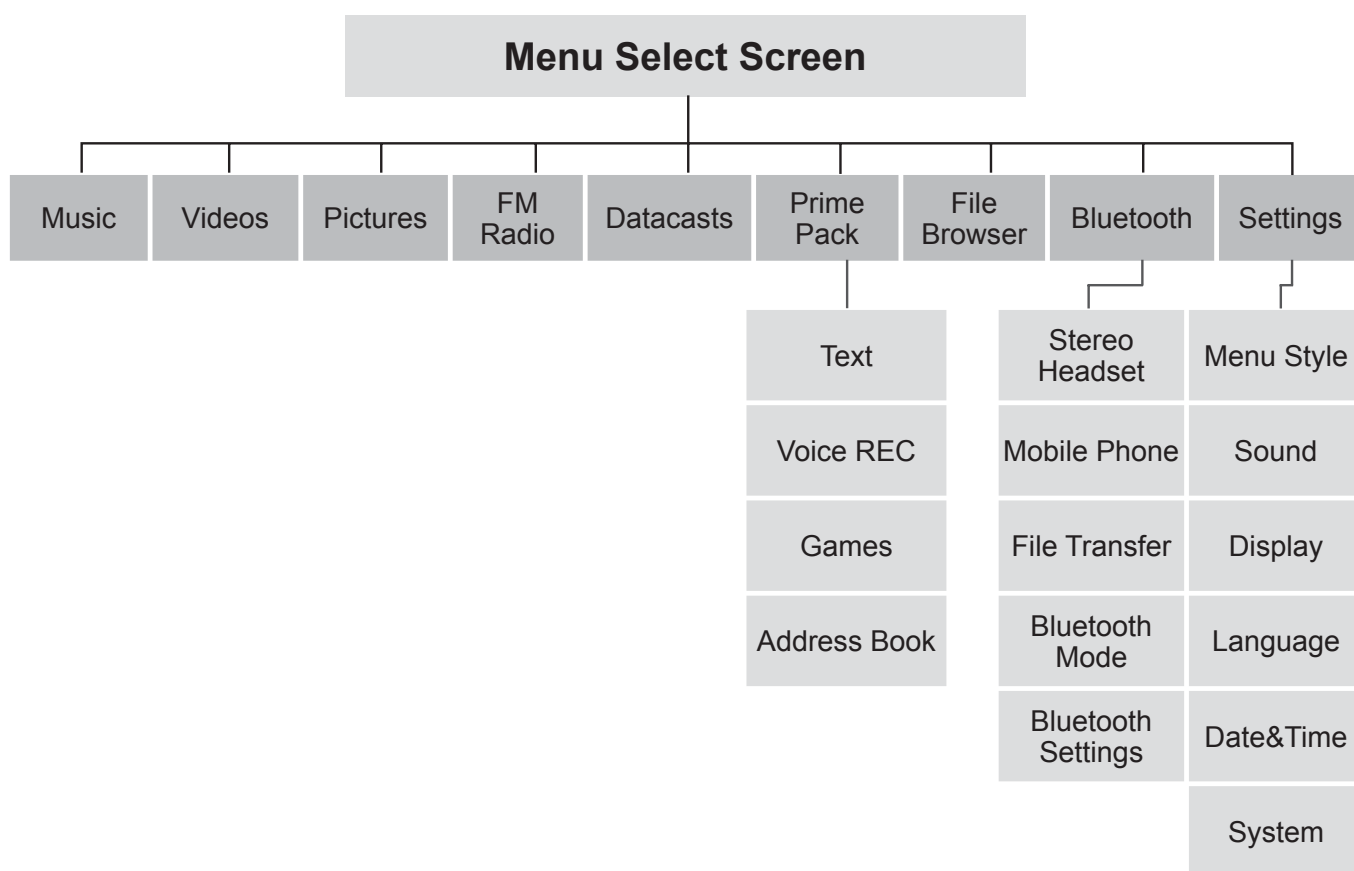 Menu Select Screen
Music
Videos
Pictures
FM
Radio
Datacasts
Prime
Pack
File
Browser
Bluetooth
Settings
Text
Voice REC
Games
Address Book
Stereo
Headset
Mobile Phone
File Transfer
Bluetooth
Mode
Bluetooth
Settings
Menu Style
Sound
Display
Language
Date&Time
System